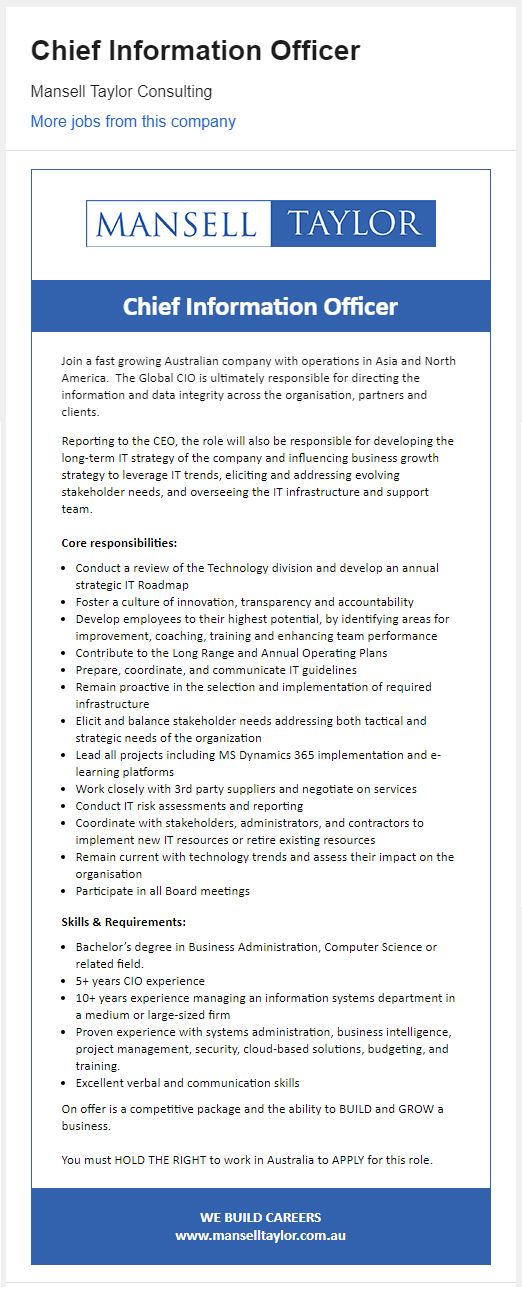 Chief Information Officer
Mansell Taylor Consulting
More jobs from this company
MANSELL TAYLOR
Chief Information Officer
Join a fast growing Australian company with operations in Asia and North
America.  The Global CIO is ultimately responsible for directing the
information and data integrity across the organisation, partners and
clients.
Reporting to the CEO, the role will also be responsible for developing the
long-term IT strategy of the company and influencing business growth
strategy to leverage IT trends, eliciting and addressing evolving
stakeholder needs, and overseeing the IT infrastructure and support
team.
Core responsibilities:
• Conduct a review of the Technology division and develop an annual
strategic IT Roadmap
• Foster a culture of innovation, transparency and accountability
• Develop employees to their highest potential, by identifying areas for
improvement, coaching, training and enhancing team performance
• Contribute to the Long Range and Annual Operating Plans
• Prepare, coordinate, and communicate IT guidelines
• Remain proactive in the selection and implementation of required
infrastructure
• Elicit and balance stakeholder needs addressing both tactical and
strategic needs of the organization
• Lead all projects including MS Dynamics 365 implementation and e-
learning platforms
• Work closely with 3rd party suppliers and negotiate on services
• Conduct IT risk assessments and reporting
• Coordinate with stakeholders, administrators, and contractors to
implement new IT resources or retire existing resources
• Remain current with technology trends and assess their impact on the
organisation
• Participate in all Board meetings
Skills & Requirements:
• Bachelor’s degree in Business Administration, Computer Science or
related field.
• 5+ years CIO experience
• 10+ years experience managing an information systems department in
a medium or large-sized firm
• Proven experience with systems administration, business intelligence,
project management, security, cloud-based solutions, budgeting, and
training.
• Excellent verbal and communication skills
On offer is a competitive package and the ability to BUILD and GROW a
business.
You must HOLD THE RIGHT to work in Australia to APPLY for this role.
WE BUILD CAREERS
www.manselltaylor.com.au